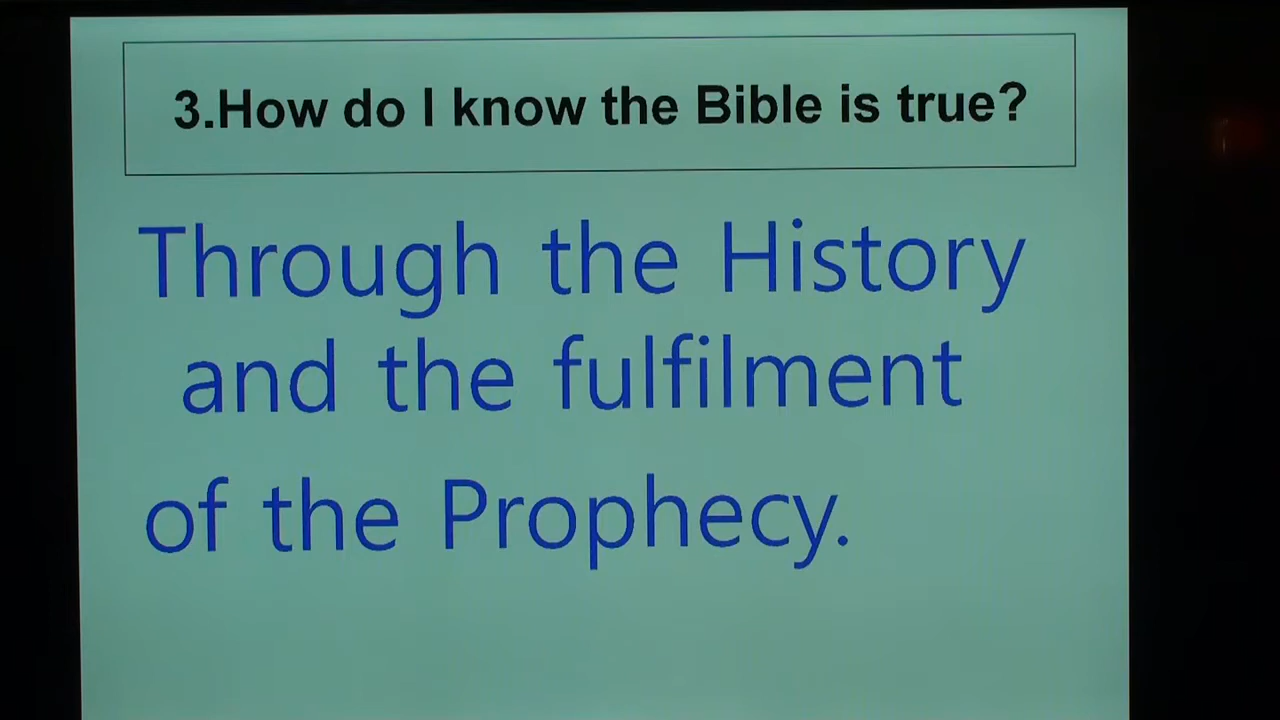 3.How do I know the Bible is true?
Through the History
and the fulfilment
of the Prophecy.